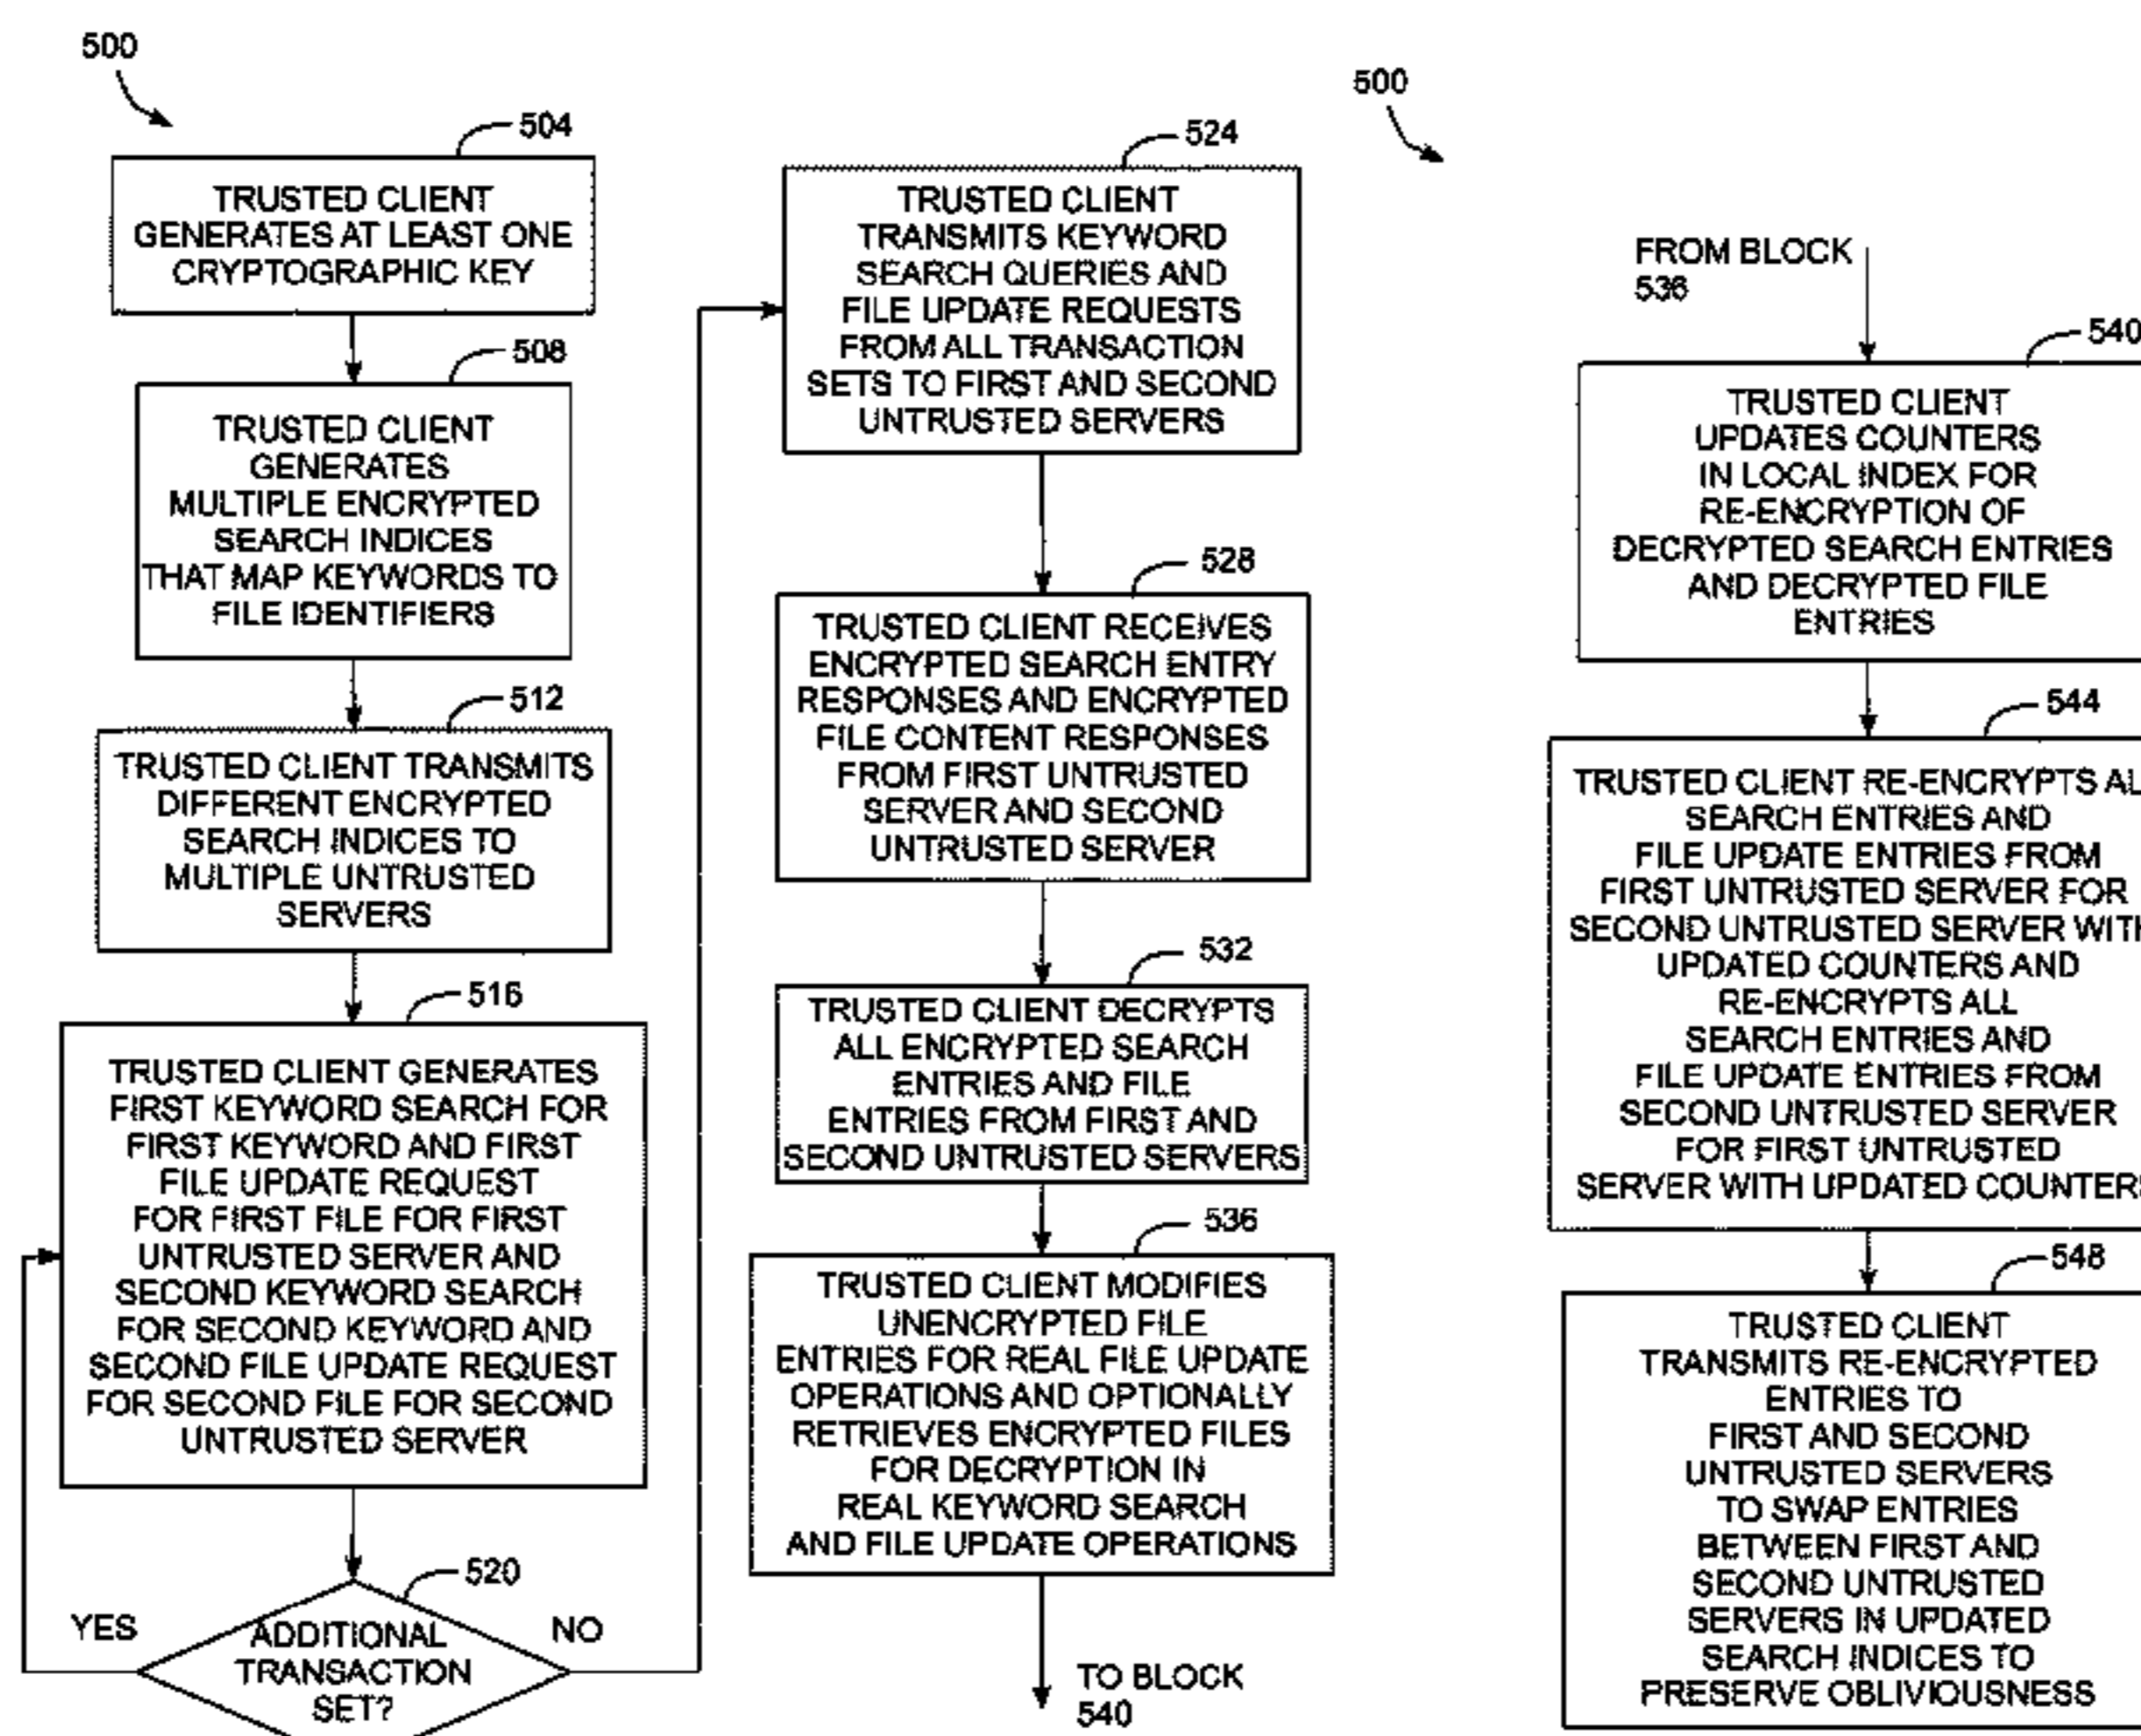 500
504
TRUSTED CLIENT
GENERATES AT LEAST ONE
CRYPTOGRAPHIC KEY
508
TRUSTED CLIENT
GENERATES
MULTIPLE ENCRYPTED
SEARCH INDICES
THAT MAP KEYWORDS TO
FILE IDENTIFIERS
512
TRUSTED CLIENT TRANSMITS
DIFFERENT ENCRYPTED
SEARCH INDICES TO
MULTIPLE UNTRUSTED
SERVERS
516
TRUSTED CLIENT GENERATES
FIRST KEYWORD SEARCH FOR
FIRST KEYWORD AND FIRST
FILE UPDATE REQUEST
FOR FIRST FILE FOR FIRST
UNTRUSTED SERVER AND
SECOND KEYWORD SEARCH
FOR SECOND KEYWORD AND
SECOND FILE UPDATE REQUEST
FOR SECOND FILE FOR SECOND
UNTRUSTED SERVER
520
YES
NO
ADDITIONAL
TRANSACTION
SET?
524
TRUSTED CLIENT
TRANSMITS KEYWORD
SEARCH QUERIES AND
FILE UPDATE REQUESTS
FROM ALL TRANSACTION
SETS TO FIRST AND SECOND
UNTRUSTED SERVERS
528
TRUSTED CLIENT RECEIVES
ENCRYPTED SEARCH ENTRY
RESPONSES AND ENCRYPTED
FILE CONTENT RESPONSES
FROM FIRST UNTRUSTED
SERVER AND SECOND
UNTRUSTED SERVER
532
TRUSTED CLIENT DECRYPTS
ALL ENCRYPTED SEARCH
ENTRIES AND FILE
ENTRIES FROM FIRST AND
SECOND UNTRUSTED SERVERS
536
TRUSTED CLIENT MODIFIES
UNENCRYPTED FILE
ENTRIES FOR REAL FILE UPDATE
OPERATIONS AND OPTIONALLY
RETRIEVES ENCRYPTED FILES
FOR DECRYPTION IN
REAL KEYWORD SEARCH
AND FILE UPDATE OPERATIONS
TO BLOCK
540
500
FROM BLOCK
536
540
TRUSTED CLIENT
UPDATES COUNTERS
IN LOCAL INDEX FOR
RE-ENCRYPTION OF
DECRYPTED SEARCH ENTRIES
AND DECRYPTED FILE
ENTRIES
544
TRUSTED CLIENT RE-ENCRYPTS
SEARCH ENTRIES AND
FILE UPDATE ENTRIES FROM
FIRST UNTRUSTED SERVER FOR
SECOND UNTRUSTED SERVER
UPDATED COUNTERS AND
RE-ENCRYPTS ALL
SEARCH ENTRIES AND
FILE UPDATE ENTRIES FROM
SECOND UNTRUSTED SERVER
FOR FIRST UNTRUSTED
SERVER WITH UPDATED
548
TRUSTED CLIENT
TRANSMITS RE-ENCRYPTED
ENTRIES TO
FIRST AND SECOND
UNTRUSTED SERVERS
TO SWAP ENTRIES
BETWEEN FIRST AND
SECOND UNTRUSTED
SERVERS IN UPDATED
SEARCH INDICES TO
PRESERVE OBLIVIOUSNESS